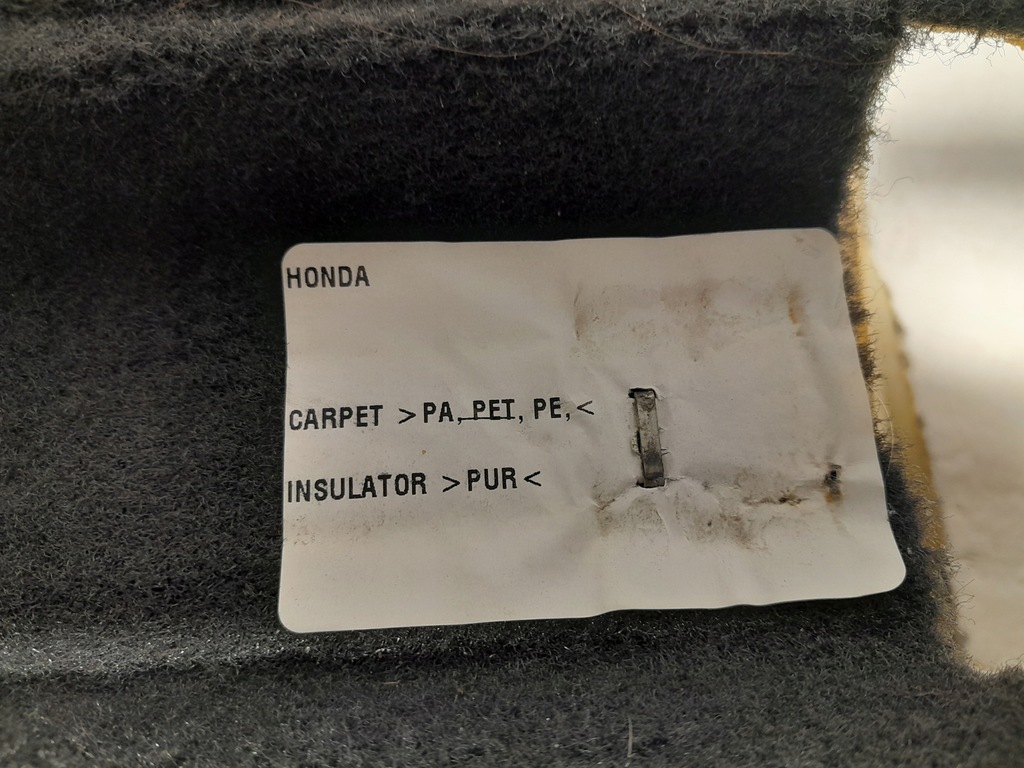 HONDA
CARPET >PA, PET, PE,<
INSULATOR >PUR<